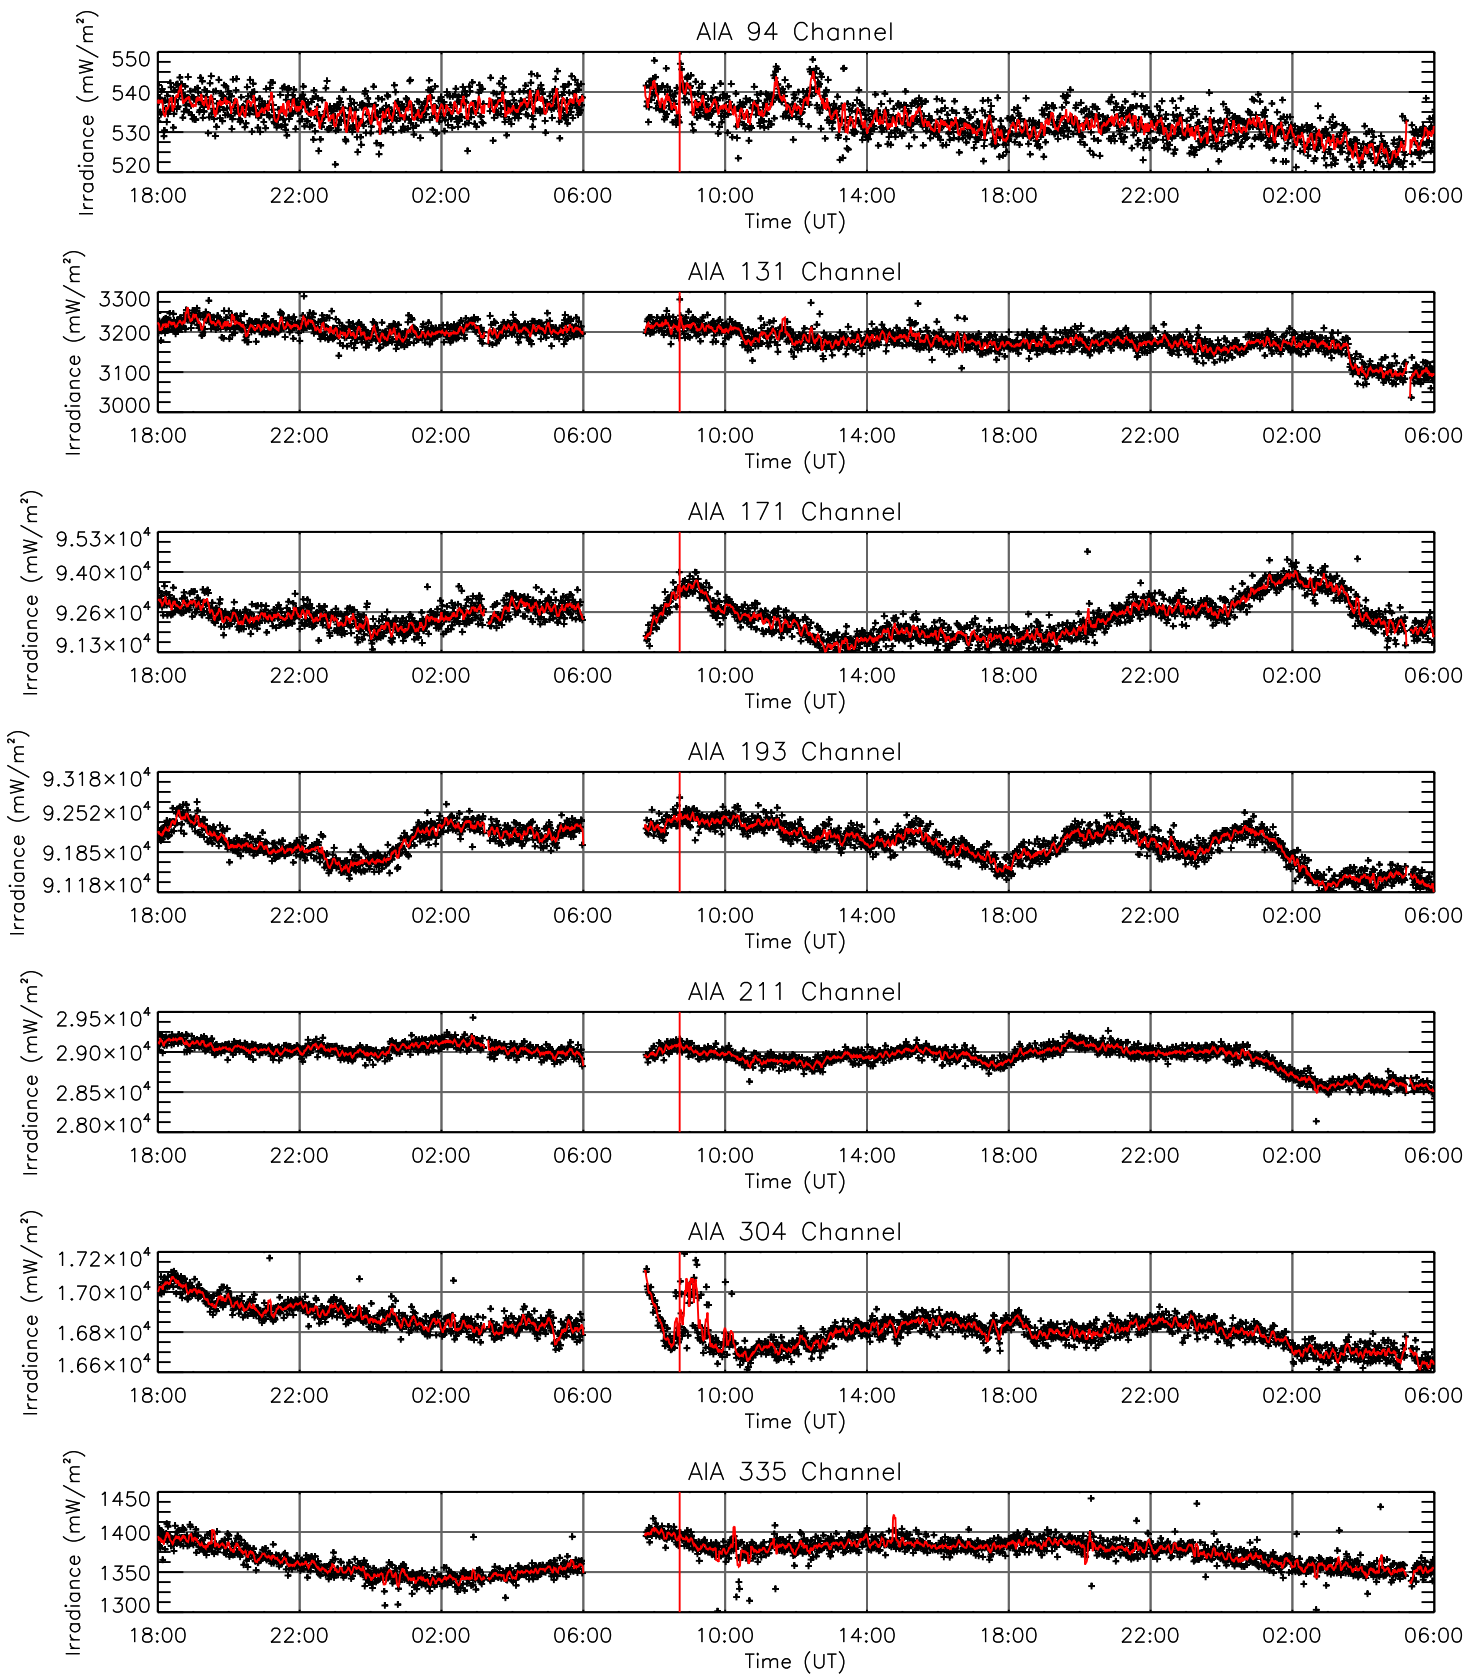 AIA 94 Channel
Irradiance (mW/m²)
550
540
530
520
18:00 22:00 02:00 06:00 10:00 14:00 18:00 22:00 02:00 06:00
Time (UT)
AIA 131 Channel
Irradiance (mW/m²)
3300
3200
3100
3000
18:00 22:00 02:00 06:00 10:00 14:00 18:00 22:00 02:00 06:00
Time (UT)
AIA 171 Channel
Irradiance (mW/m²)
9.53×10⁴
9.40×10⁴
9.26×10⁴
9.13×10⁴
18:00 22:00 02:00 06:00 10:00 14:00 18:00 22:00 02:00 06:00
Time (UT)
AIA 193 Channel
Irradiance (mW/m²)
9.318×10⁴
9.252×10⁴
9.185×10⁴
9.118×10⁴
18:00 22:00 02:00 06:00 10:00 14:00 18:00 22:00 02:00 06:00
Time (UT)
AIA 211 Channel
Irradiance (mW/m²)
2.95×10⁴
2.90×10⁴
2.85×10⁴
2.80×10⁴
18:00 22:00 02:00 06:00 10:00 14:00 18:00 22:00 02:00 06:00
Time (UT)
AIA 304 Channel
Irradiance (mW/m²)
1.72×10⁴
1.70×10⁴
1.68×10⁴
1.66×10⁴
18:00 22:00 02:00 06:00 10:00 14:00 18:00 22:00 02:00 06:00
Time (UT)
AIA 335 Channel
Irradiance (mW/m²)
1450
1400
1350
1300
18:00 22:00 02:00 06:00 10:00 14:00 18:00 22:00 02:00 06:00
Time (UT)